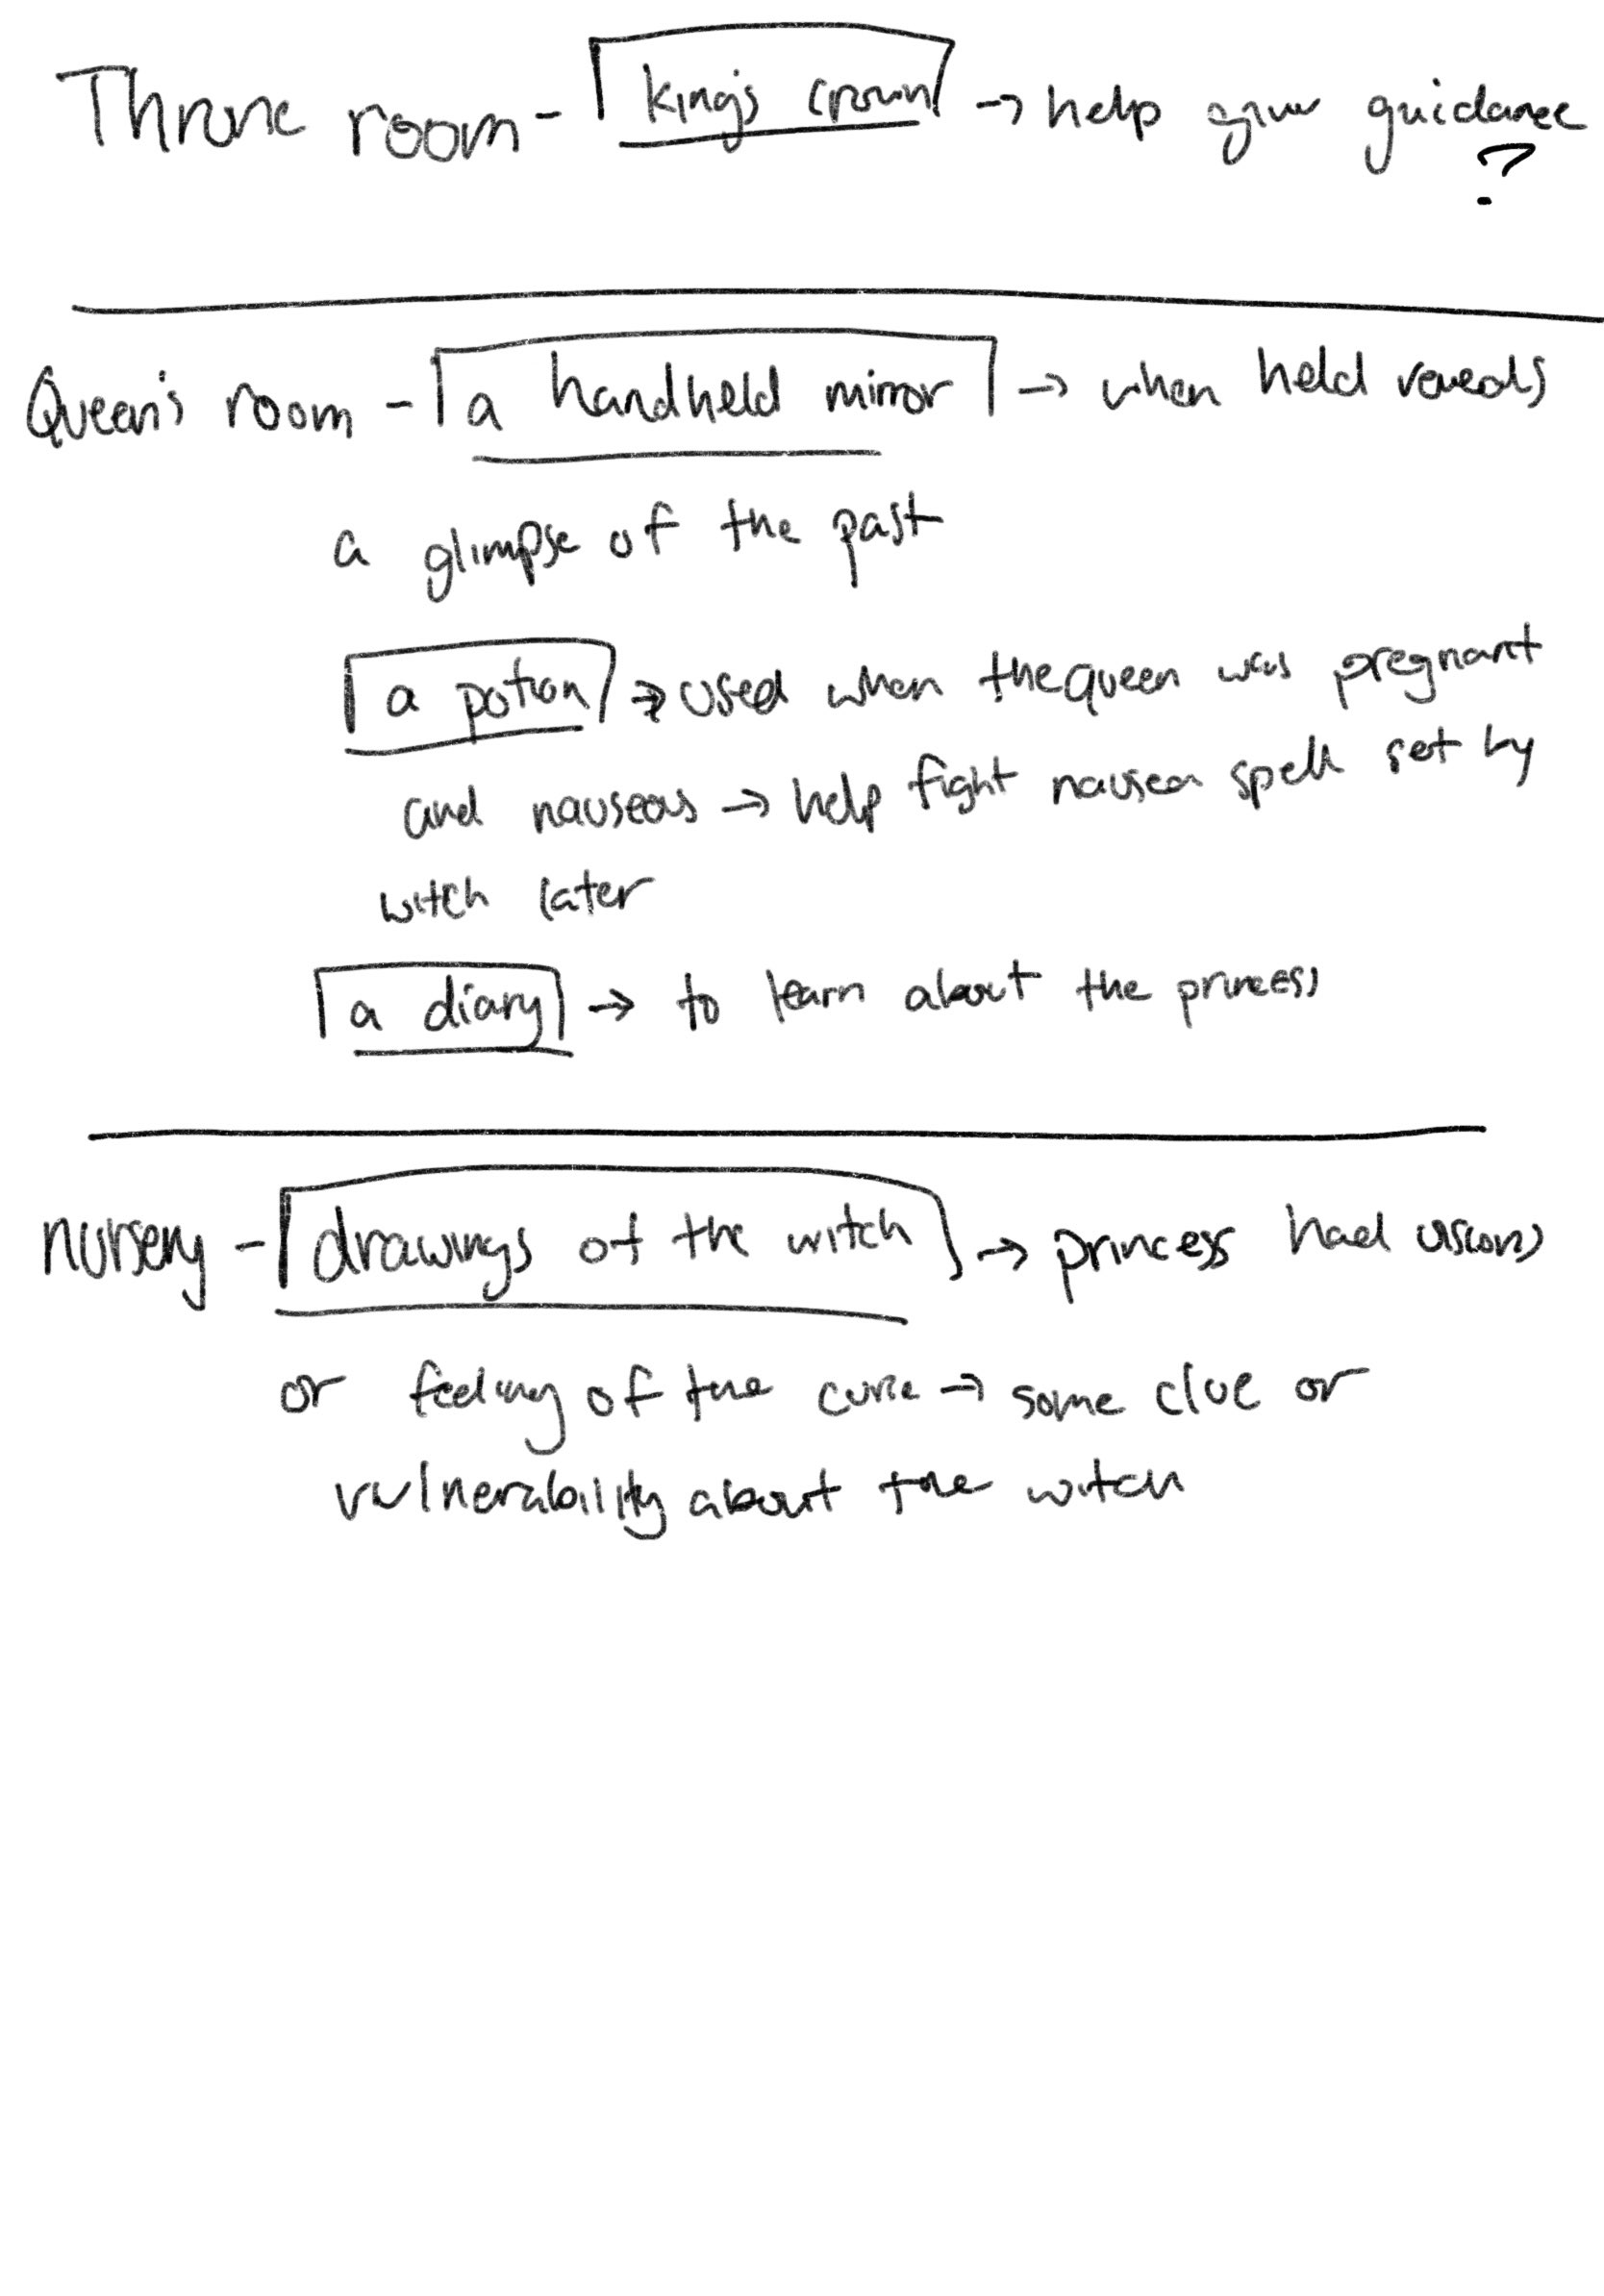 Throne room - king's crown → help give guidance
?
Queen's room - a handheld mirror → when held reveals
a glimpse of the past
a potion → used when the queen was pregnant
and nauseous → help fight nausea spell set by
witch later
a diary → to learn about the princess
nursery - drawings of the witch → princess had visions
or feeling of the curse → some clue or
vulnerability about the witch